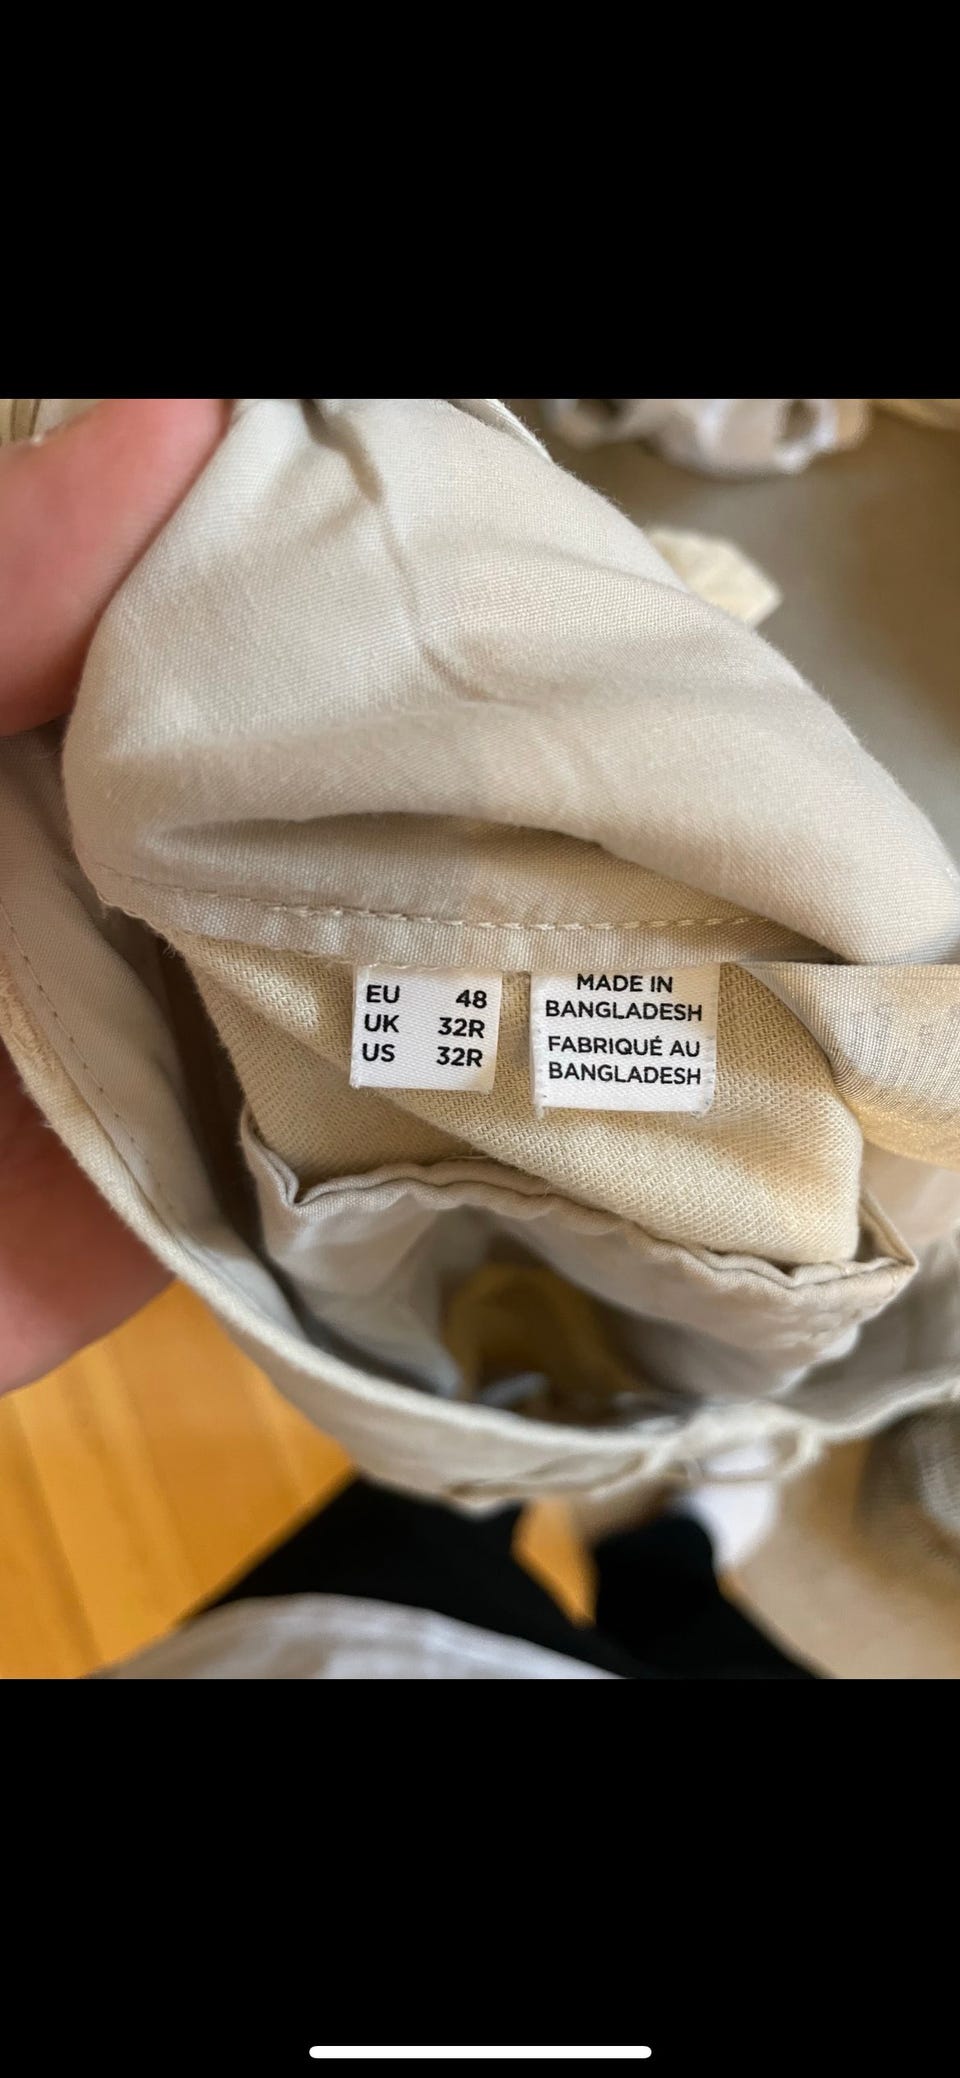 EU 48
UK 32R
US 32R
MADE IN
BANGLADESH
FABRIQUÉ AU
BANGLADESH